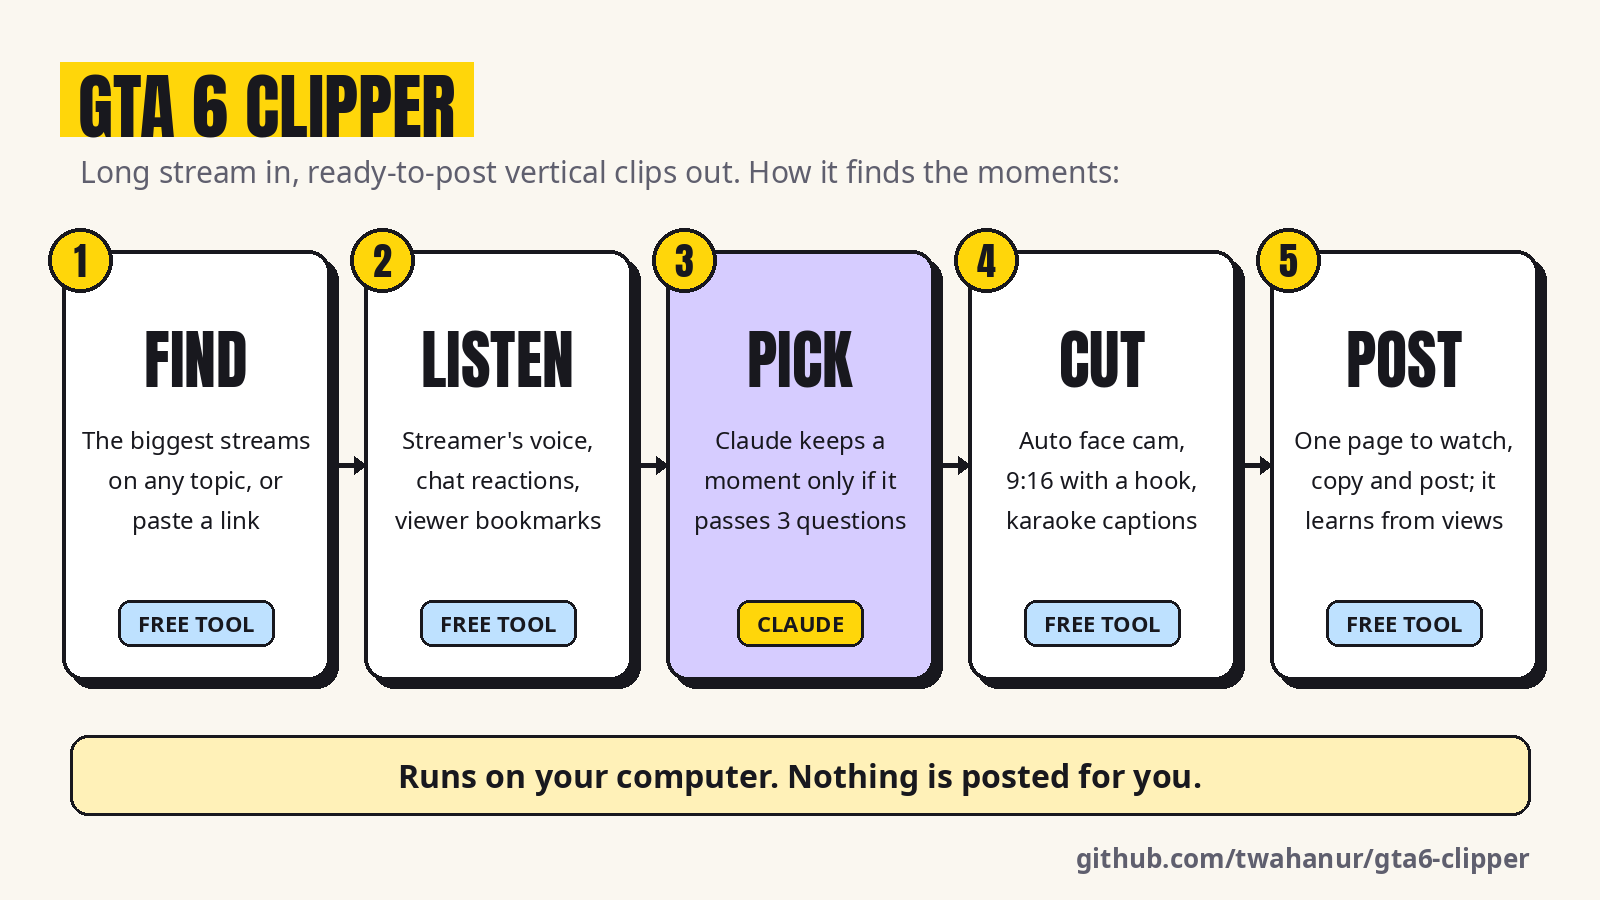 GTA 6 CLIPPER
Long stream in, ready-to-post vertical clips out. How it finds the moments:
1
FIND
The biggest streams
on any topic, or
paste a link
FREE TOOL
2
LISTEN
Streamer's voice,
chat reactions,
viewer bookmarks
FREE TOOL
3
PICK
Claude keeps a
moment only if it
passes 3 questions
CLAUDE
4
CUT
Auto face cam,
9:16 with a hook,
karaoke captions
FREE TOOL
5
POST
One page to watch,
copy and post; it
learns from views
FREE TOOL
Runs on your computer. Nothing is posted for you.
github.com/twahanur/gta6-clipper